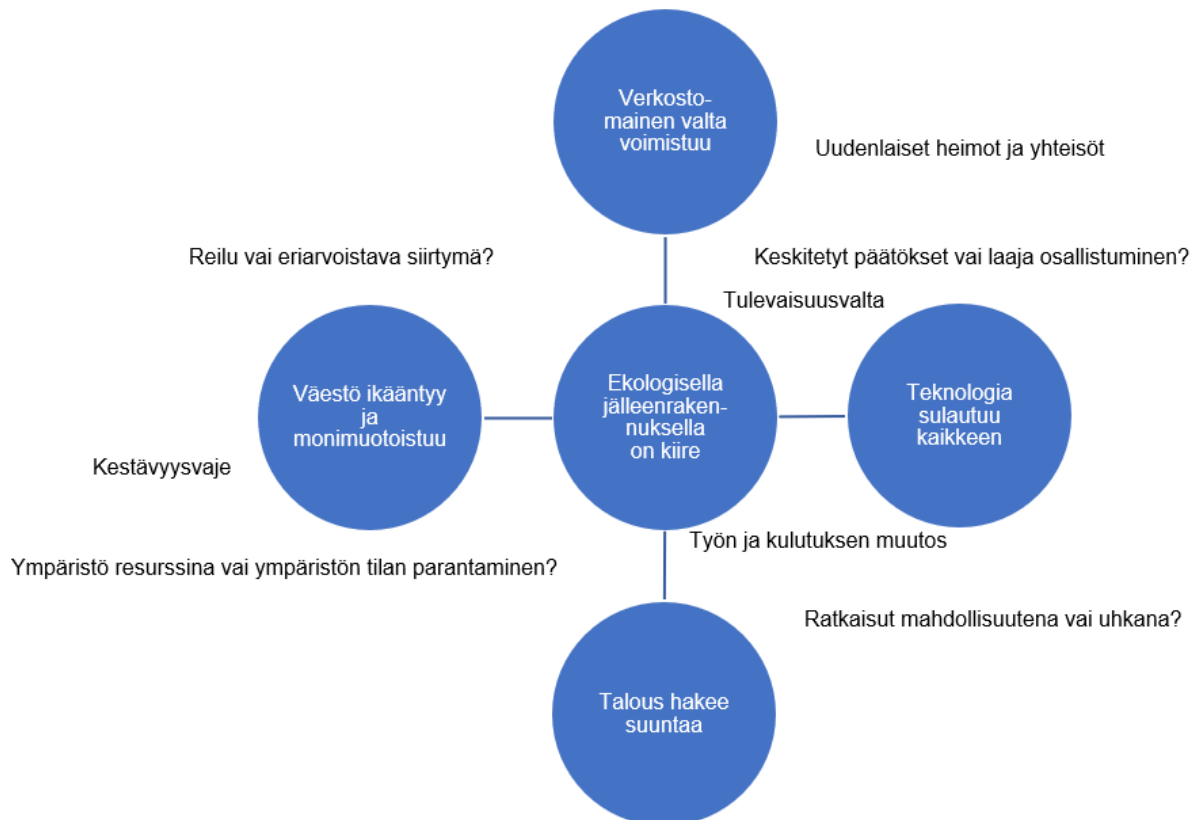 Verkosto-
mainen valta
voimistuu
Uudenlaiset heimot ja yhteisöt
Reilu vai eriarvoistava siirtymä?
Keskitetyt päätökset vai laaja osallistuminen?
Tulevaisuusvalta
Väestö ikääntyy
ja
monimuotoistuu
Ekologisella
jälleenraken-
nuksella
on kiire
Teknologia
sulautuu
kaikkeen
Kestävyysvaje
Työn ja kulutuksen muutos
Ympäristö resurssina vai ympäristön tilan parantaminen?
Ratkaisut mahdollisuutena vai uhkana?
Talous hakee
suuntaa